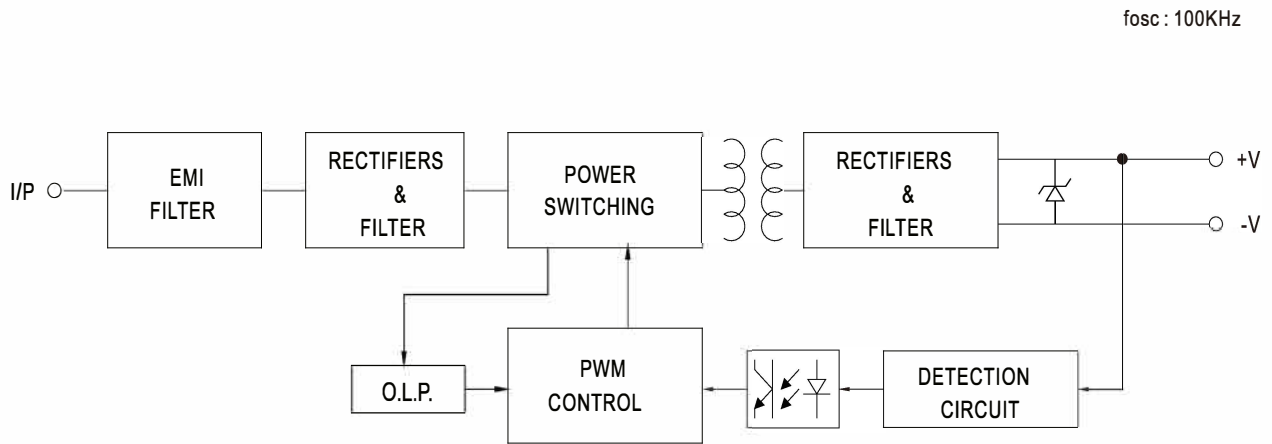 fosc : 100KHz
I/P
EMI
FILTER
RECTIFIERS
&
FILTER
POWER
SWITCHING
RECTIFIERS
&
FILTER
+V
-V
O.L.P.
PWM
CONTROL
DETECTION
CIRCUIT